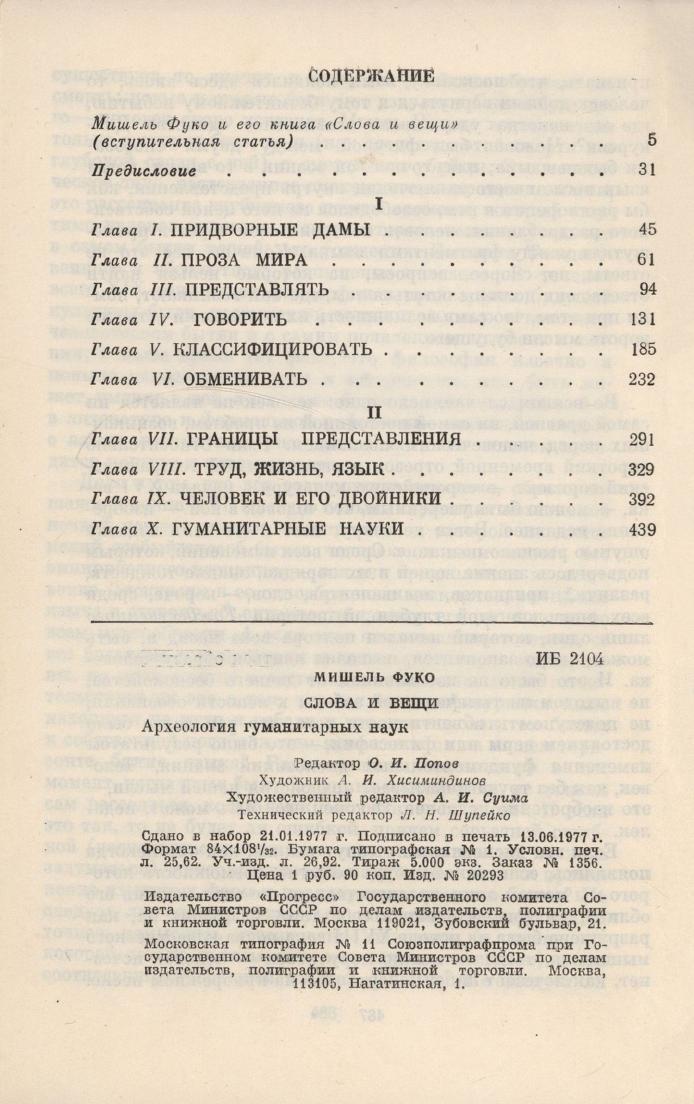 СОДЕРЖАНИЕ
Мишель Фуко и его книга «Слова и вещи»
(вступительная статья) . . . . . . . . . . . 5
Предисловие . . . . . . . . . . . . . . 31
I
Глава I. ПРИДВОРНЫЕ ДАМЫ . . . . . . . . 45
Глава II. ПРОЗА МИРА . . . . . . . . . . 61
Глава III. ПРЕДСТАВЛЯТЬ . . . . . . . . . 94
Глава IV. ГОВОРИТЬ . . . . . . . . . . . 131
Глава V. КЛАССИФИЦИРОВАТЬ . . . . . . . . 185
Глава VI. ОБМЕНИВАТЬ . . . . . . . . . . 232
II
Глава VII. ГРАНИЦЫ ПРЕДСТАВЛЕНИЯ . . . . . 291
Глава VIII. ТРУД, ЖИЗНЬ, ЯЗЫК . . . . . . . . 329
Глава IX. ЧЕЛОВЕК И ЕГО ДВОЙНИКИ . . . . . . 392
Глава X. ГУМАНИТАРНЫЕ НАУКИ . . . . . . . 439
ИБ 2104
МИШЕЛЬ ФУКО
СЛОВА И ВЕЩИ
Археология гуманитарных наук
Редактор О. И. Попов
Художник А. И. Хисиминдинов
Художественный редактор А. И. Суима
Технический редактор Л. Н. Шупейко
Сдано в набор 21.01.1977 г. Подписано в печать 13.06.1977 г.
Формат 84×108¹/₃₂. Бумага типографская № 1. Условн. печ.
л. 25,62. Уч.-изд. л. 26,92. Тираж 5.000 экз. Заказ № 1356.
Цена 1 руб. 90 коп. Изд. № 20293
Издательство «Прогресс» Государственного комитета Со-
вета Министров СССР по делам издательств, полиграфии
и книжной торговли. Москва 119021, Зубовский бульвар, 21.
Московская типография № 11 Союзполиграфпрома при Го-
сударственном комитете Совета Министров СССР по делам
издательств, полиграфии и книжной торговли. Москва,
113105, Нагатинская, 1.